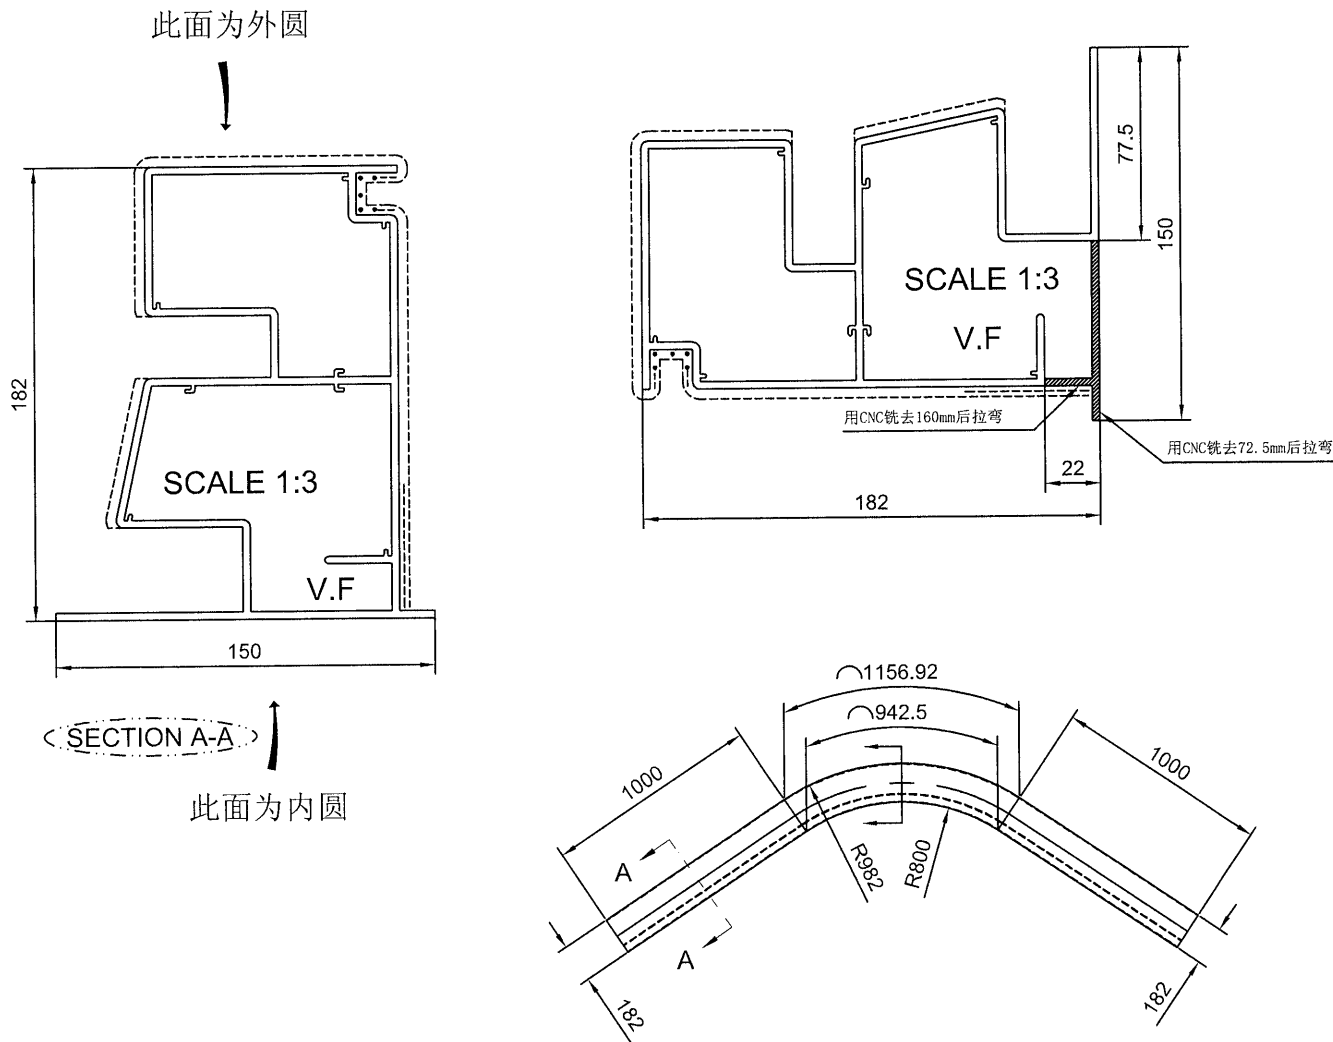 此面为外圆
182
SCALE 1:3
V.F
150
SECTION A-A
此面为内圆
77.5
150
SCALE 1:3
V.F
用CNC铣去160mm后拉弯
用CNC铣去72.5mm后拉弯
22
182
⌒1156.92
⌒942.5
1000
1000
R982
R800
A
A
182
182